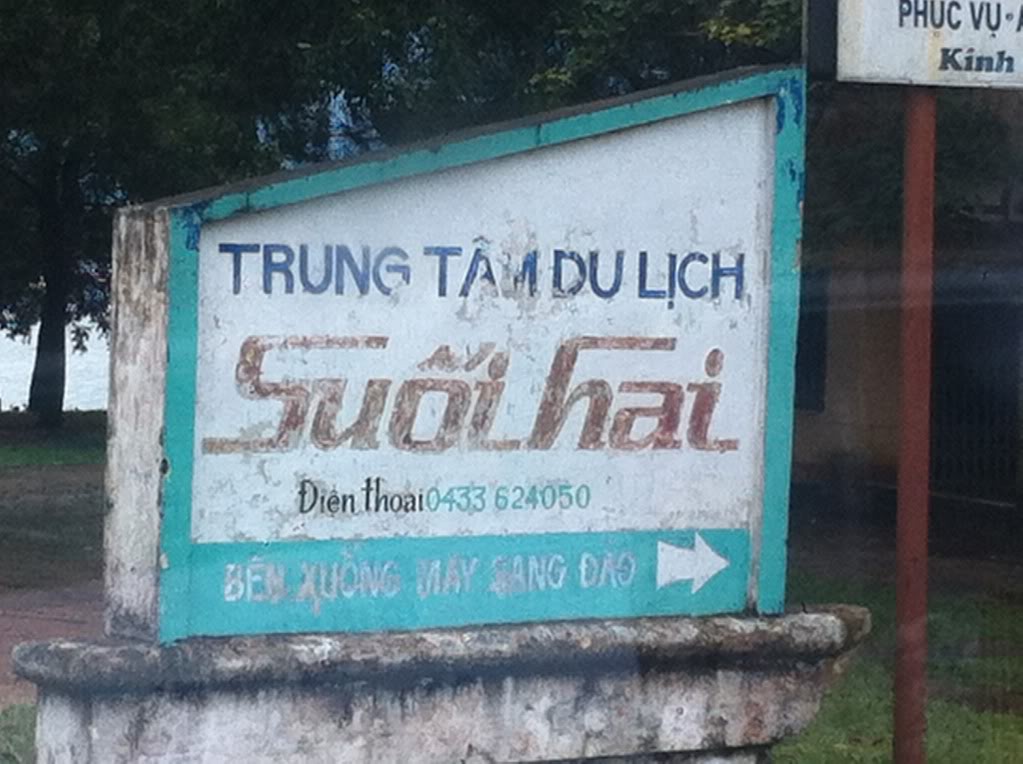 PHỤC VỤ
Kính
TRUNG TÂM DU LỊCH
Suối hai
Điện thoại 0433 624050
BẾN XUỒNG MÁY SANG ĐẢO